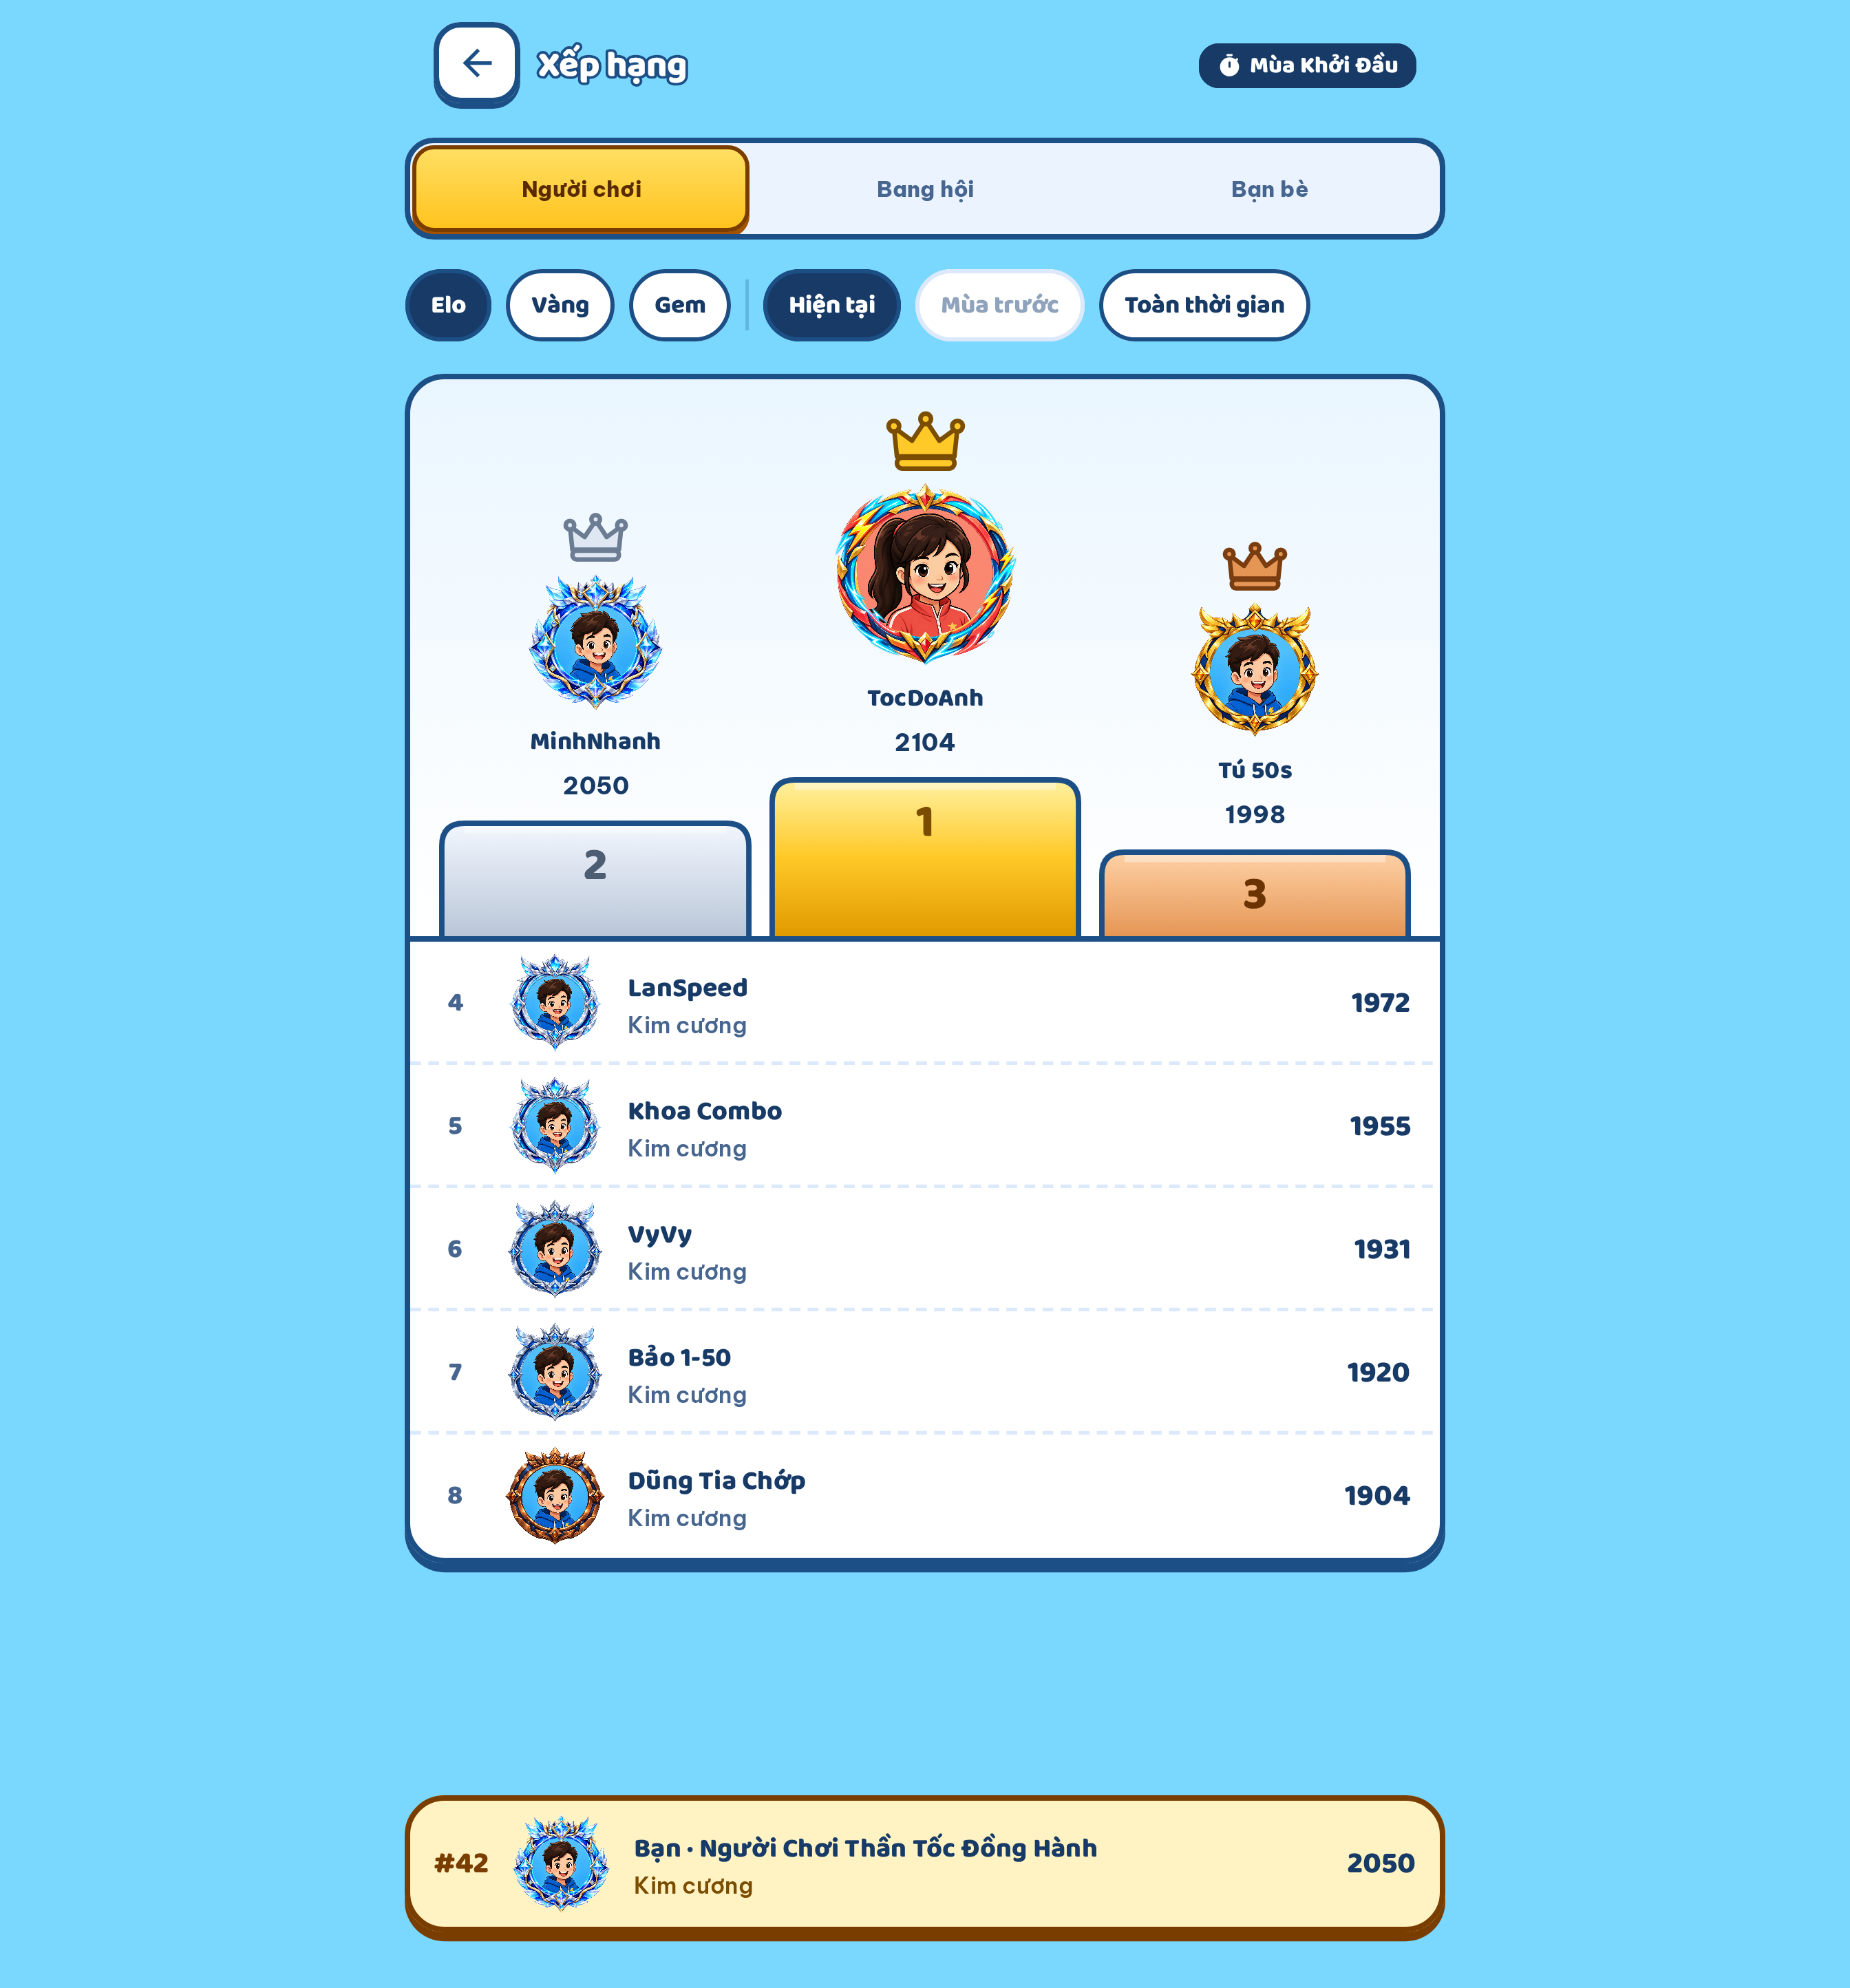 Xếp hạng
Mùa Khởi Đầu
Người chơi
Bang hội
Bạn bè
Elo
Vàng
Gem
Hiện tại
Mùa trước
Toàn thời gian
TocDoAnh
2104
1
MinhNhanh
2050
2
Tú 50s
1998
3
4
LanSpeed
Kim cương
1972
5
Khoa Combo
Kim cương
1955
6
VyVy
Kim cương
1931
7
Bảo 1-50
Kim cương
1920
8
Dũng Tia Chớp
Kim cương
1904
#42
Bạn · Người Chơi Thần Tốc Đồng Hành
Kim cương
2050